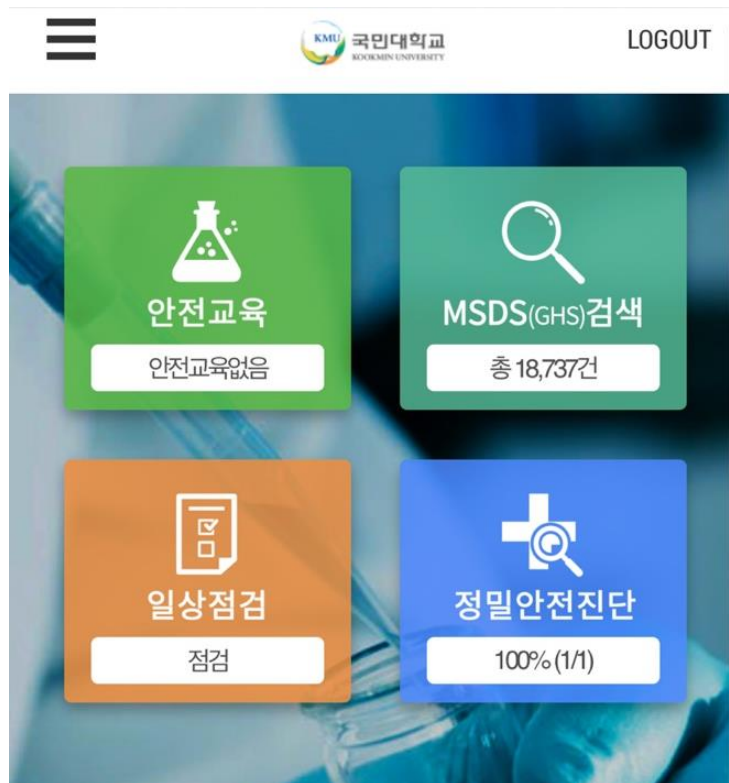 KMU 국민대학교
KOOKMIN UNIVERSITY
LOGOUT
안전교육
안전교육없음
MSDS(GHS)검색
총 18,737건
일상점검
점검
정밀안전진단
100% (1/1)